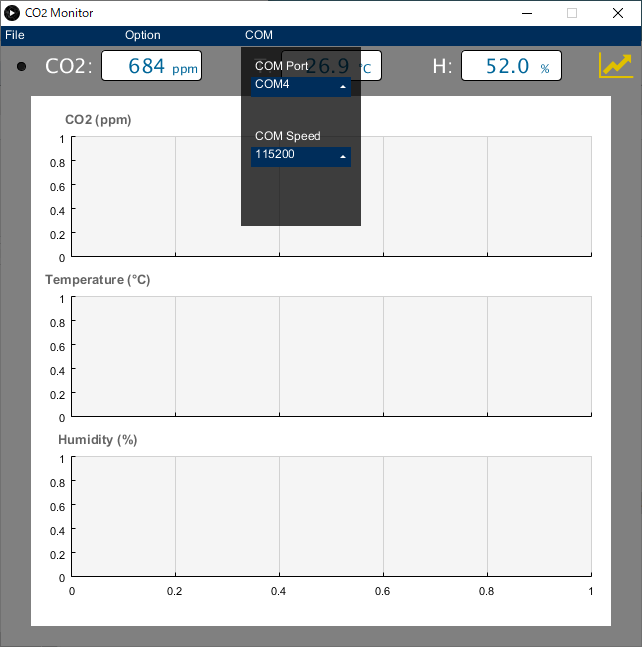 CO2 Monitor
File Option COM
CO2: 684 ppm 26.9 °C H: 52.0 %
COM Port
COM4
COM Speed
115200
CO2 (ppm)
1
0.8
0.6
0.4
0.2
0
Temperature (°C)
1
0.8
0.6
0.4
0.2
0
Humidity (%)
1
0.8
0.6
0.4
0.2
0
0 0.2 0.4 0.6 0.8 1